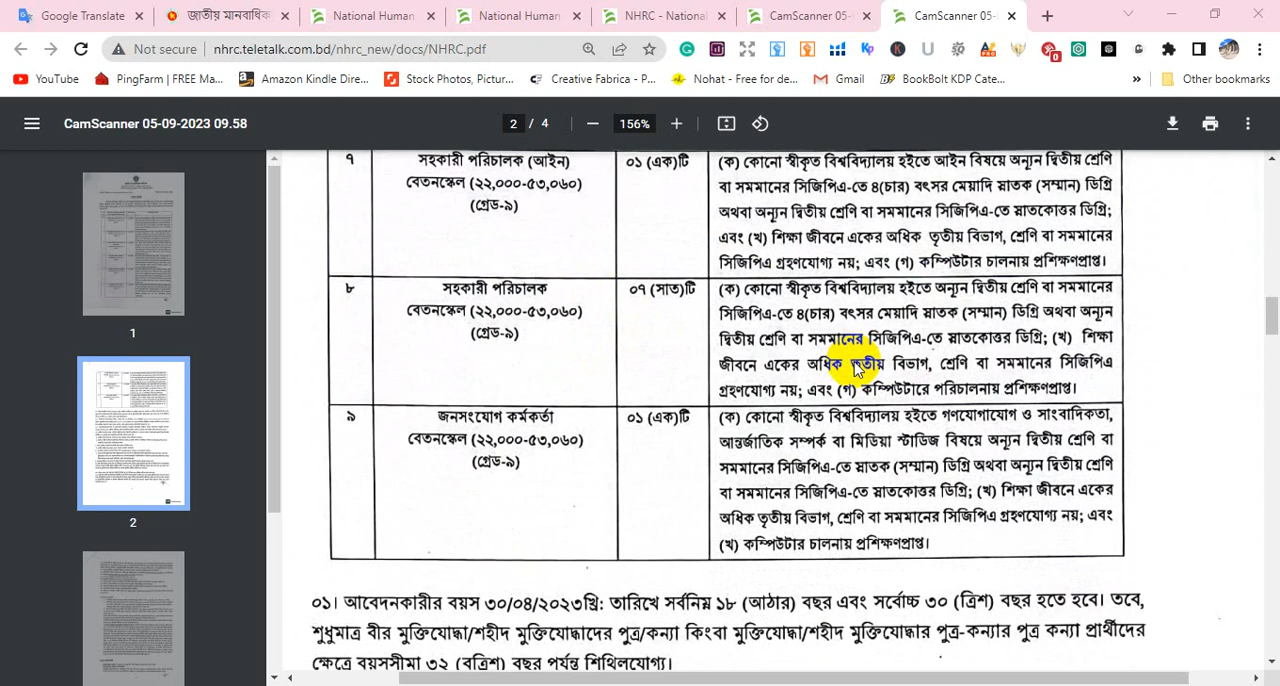 Google Translate
জাতীয় মানবাধিক
National Human
National Human
NHRC - National
CamScanner 05-
CamScanner 05-
Not secure
nhrc.teletalk.com.bd/nhrc_new/docs/NHRC.pdf
YouTube
PingFarm | FREE Ma...
Amazon Kindle Dire...
Stock Photos, Pictur...
Creative Fabrica - P...
Nohat - Free for de...
Gmail
BookBolt KDP Cate...
Other bookmarks
CamScanner 05-09-2023 09.58
2 / 4
156%
1
2
৭
সহকারী পরিচালক (আইন)
বেতনস্কেল (২২,০০০-৫৩,০৬০)
(গ্রেড-৯)
০১ (এক)টি
(ক) কোনো স্বীকৃত বিশ্ববিদ্যালয় হইতে আইন বিষয়ে অন্যূন দ্বিতীয় শ্রেণি
বা সমমানের সিজিপিএ-তে ৪(চার) বৎসর মেয়াদি স্নাতক (সম্মান) ডিগ্রি
অথবা অন্যূন দ্বিতীয় শ্রেণি বা সমমানের সিজিপিএ-তে স্নাতকোত্তর ডিগ্রি;
এবং (খ) শিক্ষা জীবনে একের অধিক তৃতীয় বিভাগ, শ্রেণি বা সমমানের
সিজিপিএ গ্রহণযোগ্য নয়; এবং (গ) কম্পিউটার চালনায় প্রশিক্ষণপ্রাপ্ত।
৮
সহকারী পরিচালক
বেতনস্কেল (২২,০০০-৫৩,০৬০)
(গ্রেড-৯)
০৭ (সাত)টি
(ক) কোনো স্বীকৃত বিশ্ববিদ্যালয় হইতে অন্যূন দ্বিতীয় শ্রেণি বা সমমানের
সিজিপিএ-তে ৪(চার) বৎসর মেয়াদি স্নাতক (সম্মান) ডিগ্রি অথবা অন্যূন
দ্বিতীয় শ্রেণি বা সমমানের সিজিপিএ-তে স্নাতকোত্তর ডিগ্রি; (খ) শিক্ষা
জীবনে একের অধিক তৃতীয় বিভাগ, শ্রেণি বা সমমানের সিজিপিএ
গ্রহণযোগ্য নয়; এবং (গ) কম্পিউটারে পরিচালনায় প্রশিক্ষণপ্রাপ্ত।
৯
জনসংযোগ কর্মকর্তা
বেতনস্কেল (২২,০০০-৫৩,০৬০)
(গ্রেড-৯)
০১ (এক)টি
(ক) কোনো স্বীকৃত বিশ্ববিদ্যালয় হইতে গণযোগাযোগ ও সাংবাদিকতা,
আন্তর্জাতিক সম্পর্ক বা মিডিয়া স্টাডিজ বিষয়ে অন্যূন দ্বিতীয় শ্রেণি বা
সমমানের সিজিপিএ-তে স্নাতক (সম্মান) ডিগ্রি অথবা অন্যূন দ্বিতীয় শ্রেণি
বা সমমানের সিজিপিএ-তে স্নাতকোত্তর ডিগ্রি; (খ) শিক্ষা জীবনে একের
অধিক তৃতীয় বিভাগ, শ্রেণি বা সমমানের সিজিপিএ গ্রহণযোগ্য নয়; এবং
(খ) কম্পিউটার চালনায় প্রশিক্ষণপ্রাপ্ত।
০১। আবেদনকারীর বয়স ৩০/০৪/২০২৩খ্রি: তারিখে সর্বনিম্ন ১৮ (আঠার) বছর এবং সর্বোচ্চ ৩০ (ত্রিশ) বছর হতে হবে। তবে,
শুধুমাত্র বীর মুক্তিযোদ্ধা/শহিদ মুক্তিযোদ্ধাদের পুত্র/কন্যা কিংবা মুক্তিযোদ্ধা/শহিদ মুক্তিযোদ্ধার পুত্র-কন্যার পুত্র কন্যা প্রার্থীদের
ক্ষেত্রে বয়সসীমা ৩২ (বত্রিশ) বছর পর্যন্ত শিথিলযোগ্য।